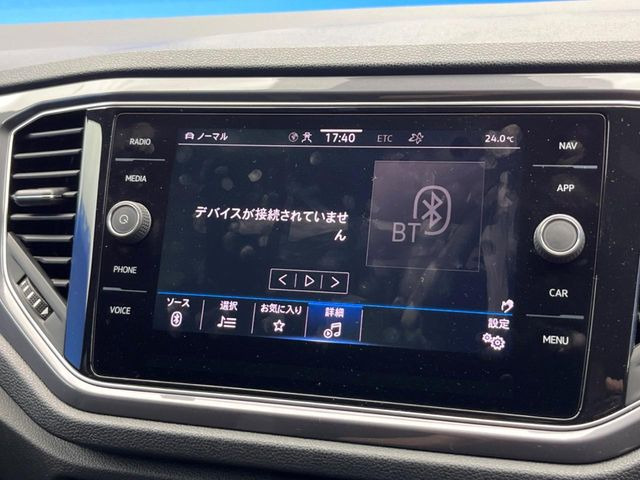 RADIO
MEDIA
PHONE
VOICE
ノーマル
17:40
ETC
24.0℃
デバイスが接続されていませ
ん
BT
ソース
選択
お気に入り
詳細
設定
NAV
APP
CAR
MENU